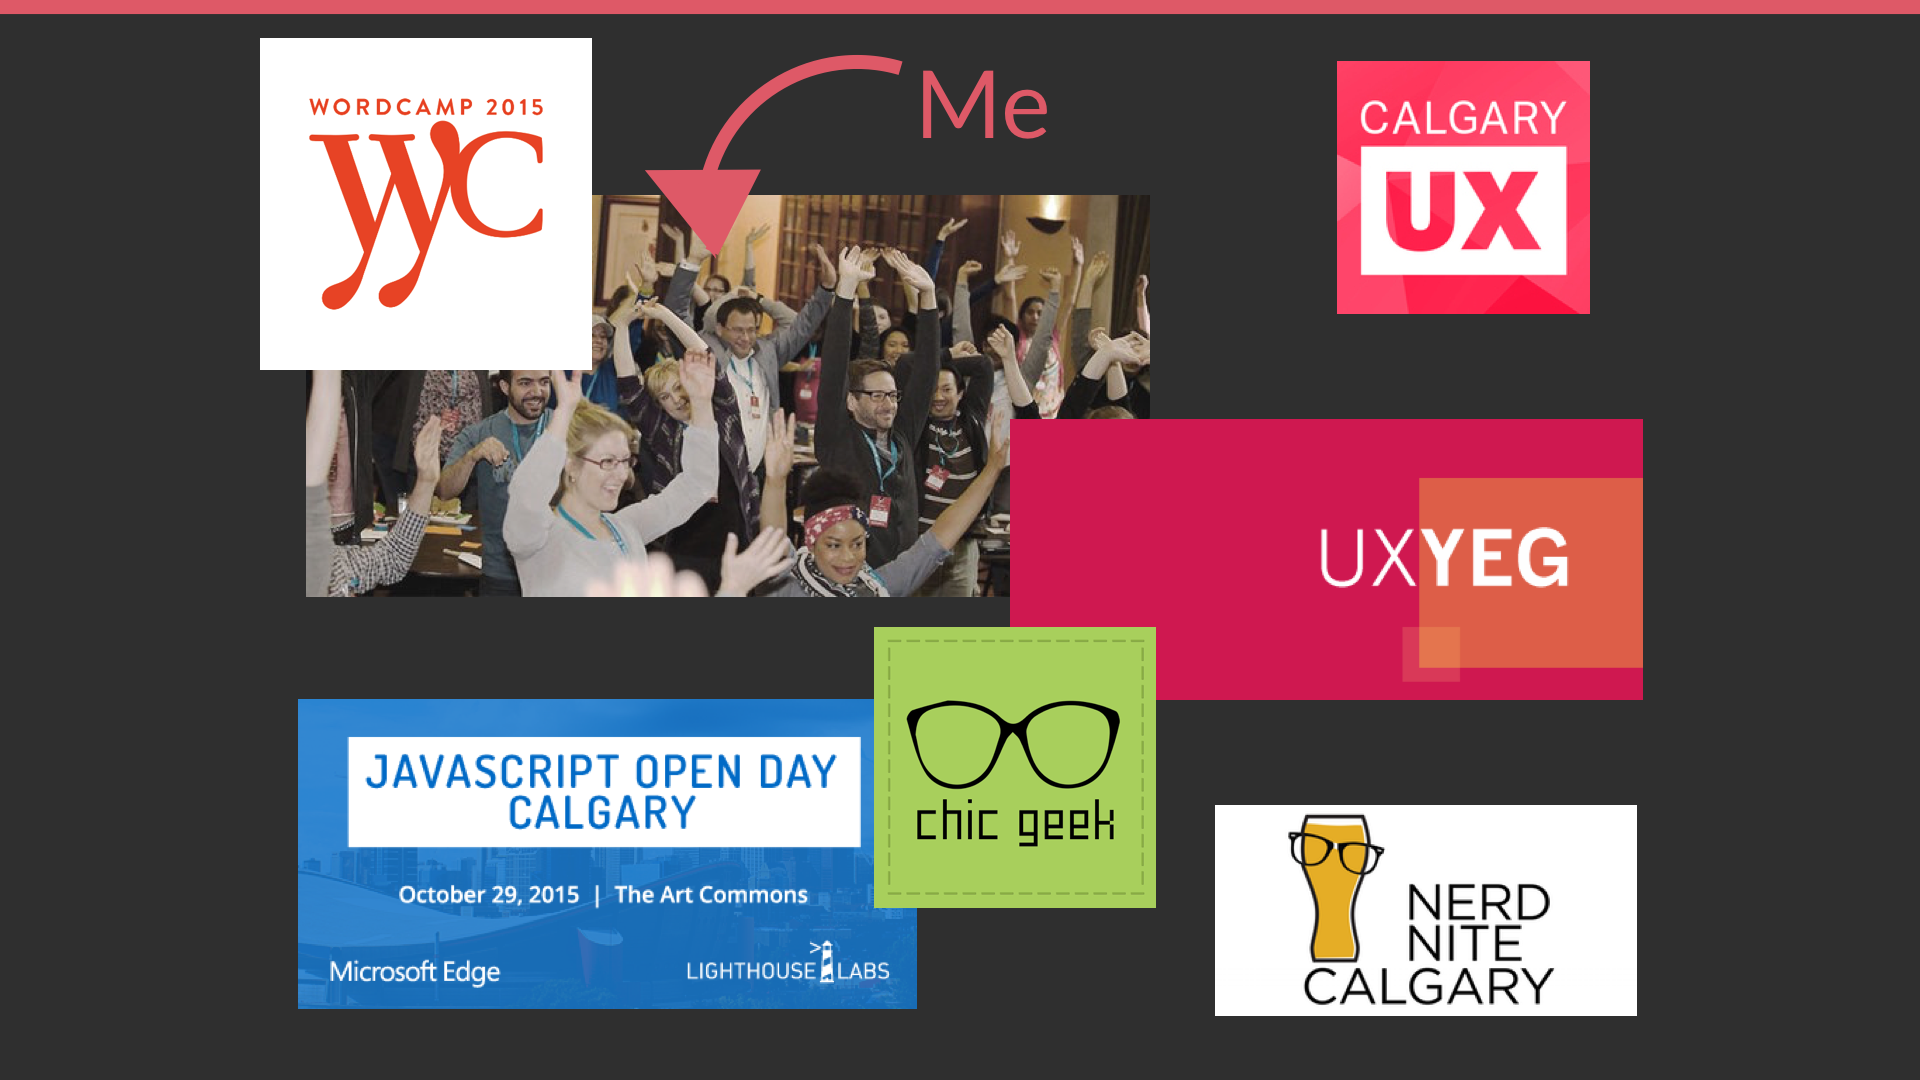 WORDCAMP 2015
YYC
Me
CALGARY
UX
UXYEG
chic geek
JAVASCRIPT OPEN DAY
CALGARY
October 29, 2015 | The Art Commons
Microsoft Edge
LIGHTHOUSE LABS
NERD
NITE
CALGARY